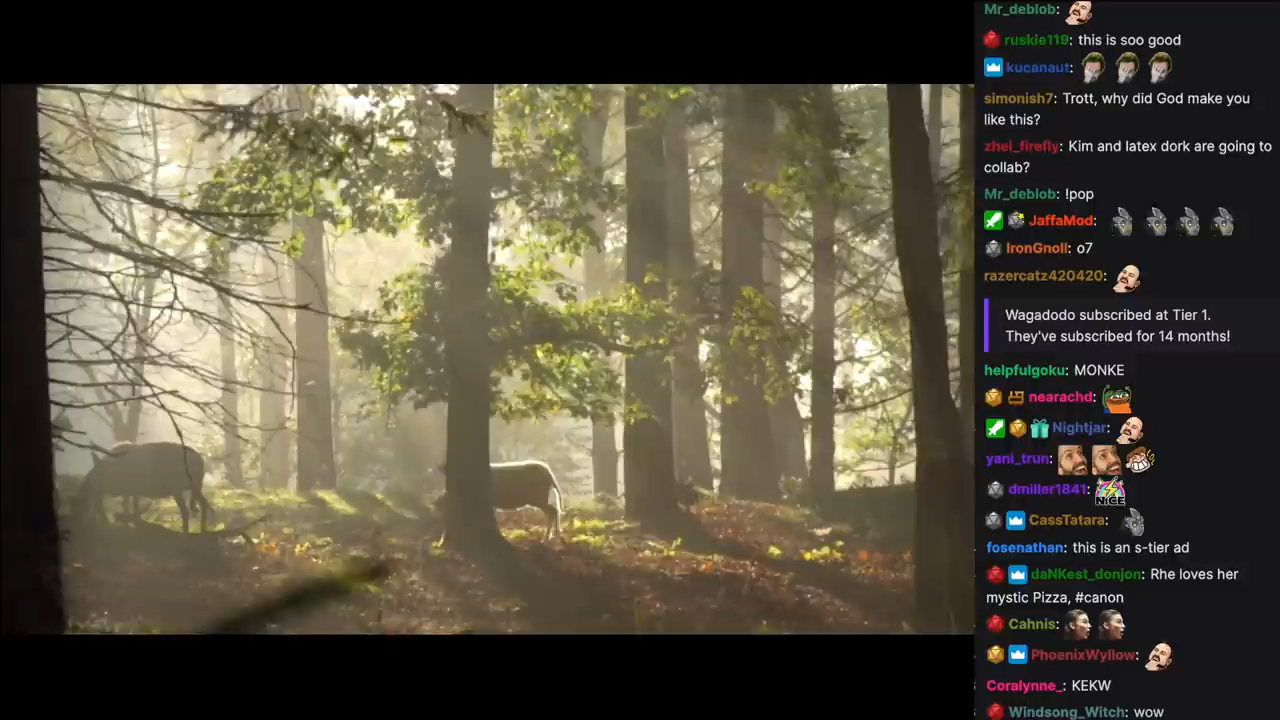 Mr_deblob:
ruskie119: this is soo good
kucanaut:
simonish7: Trott, why did God make you
like this?
zhei_firefly: Kim and latex dork are going to
collab?
Mr_deblob: !pop
JaffaMod:
IronGnoll: o7
razercatz420420:
Wagadodo subscribed at Tier 1.
They've subscribed for 14 months!
helpfulgoku: MONKE
nearachd:
Nightjar:
yani_trun:
dmiller1841: NICE
CassTatara:
fosenathan: this is an s-tier ad
daNKest_donjon: Rhe loves her
mystic Pizza, #canon
Cahnis:
PhoenixWyllow:
Coralynne_: KEKW
Windsong_Witch: wow